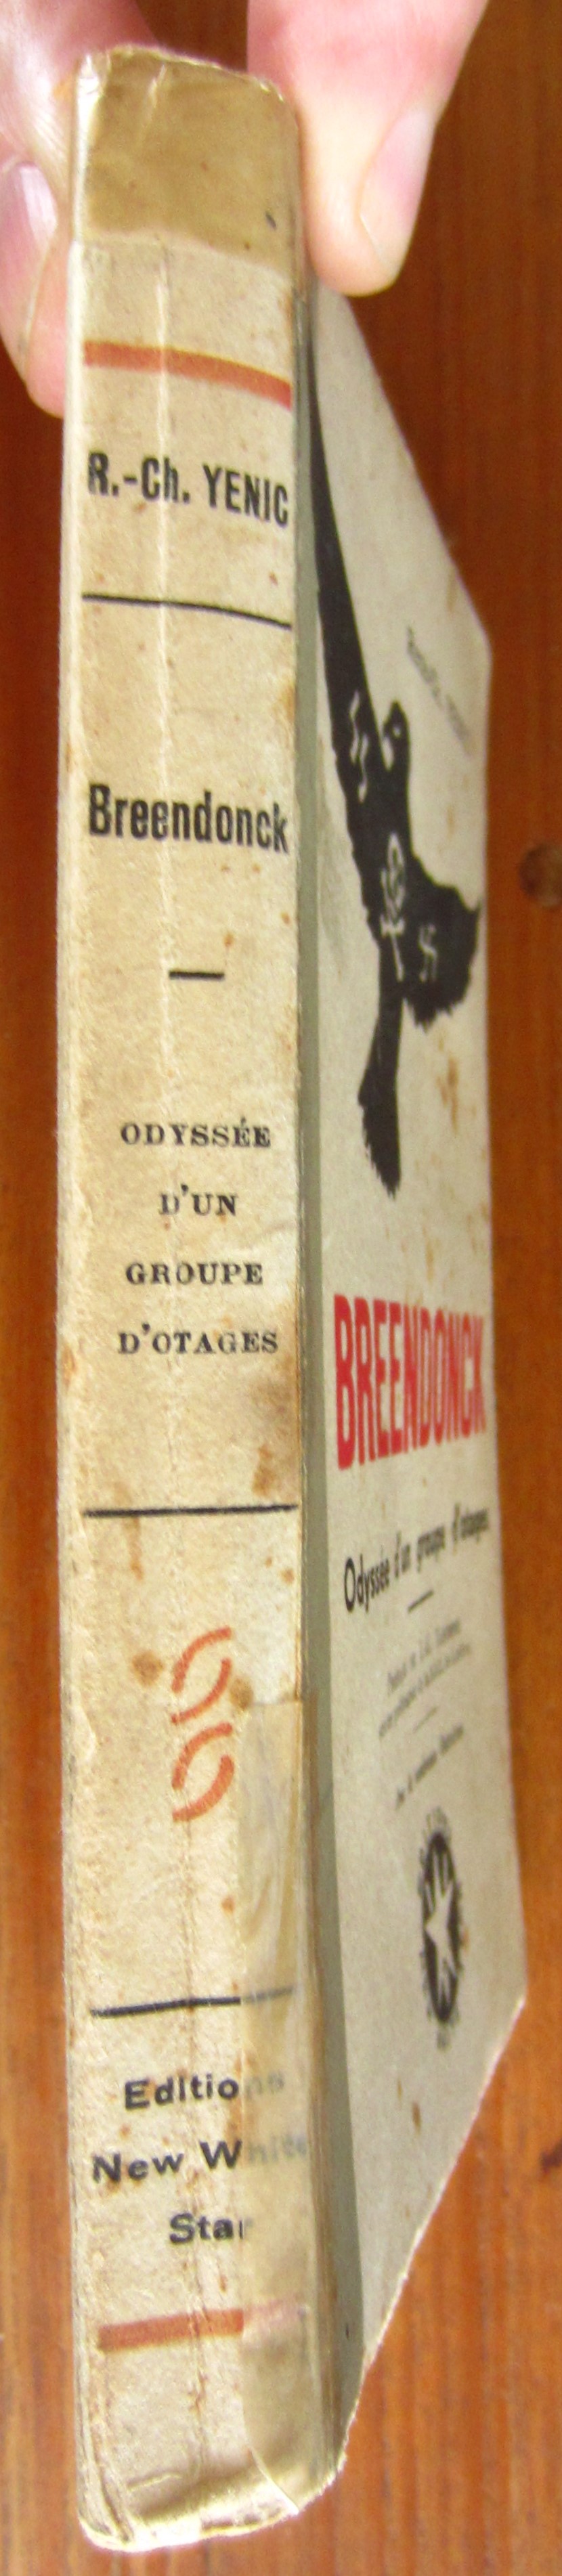 R.-Ch. YENIC
Breendonck
ODYSSÉE
D'UN
GROUPE
D'OTAGES
Editions
New White
Star
BREENDONCK
Odyssée d'un groupe d'otages